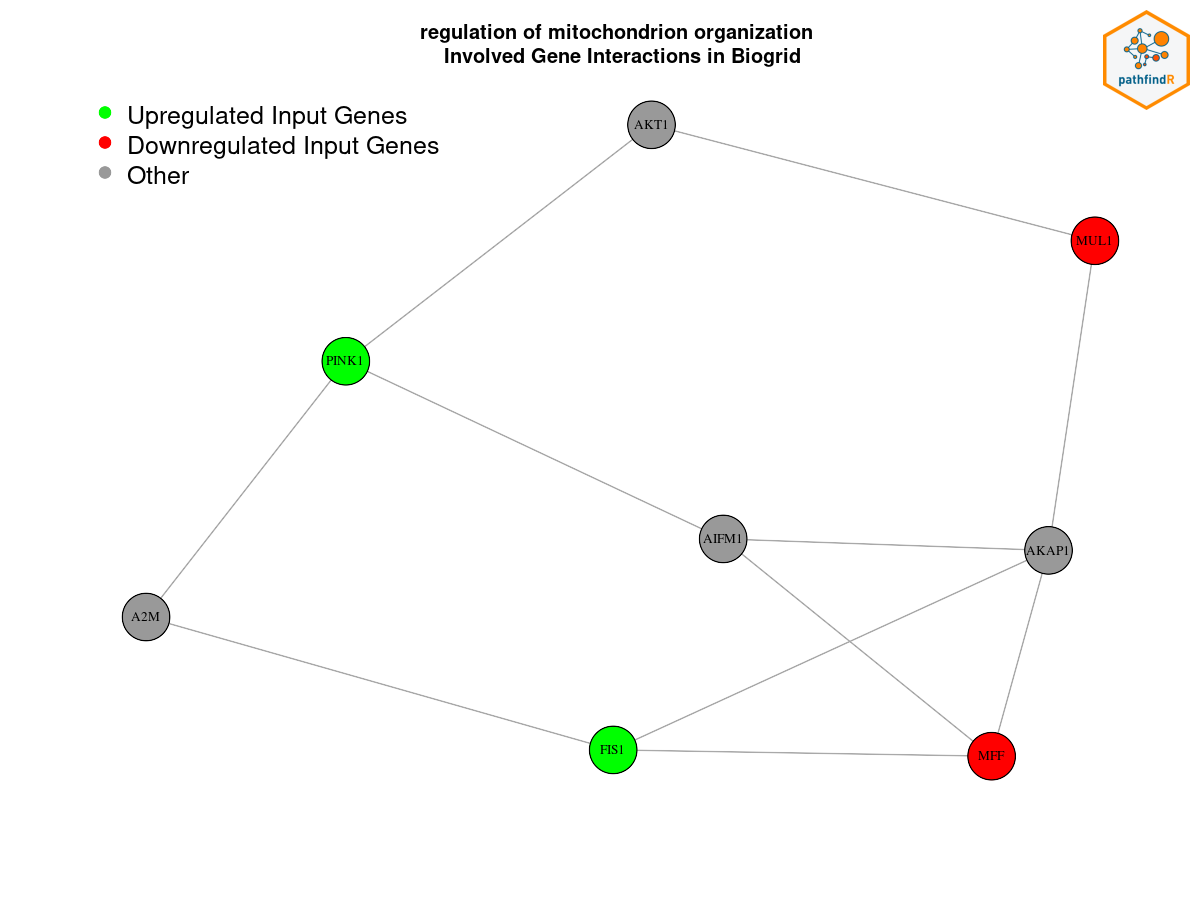 regulation of mitochondrion organization
Involved Gene Interactions in Biogrid
pathfindR
Upregulated Input Genes
Downregulated Input Genes
Other
AKT1
MUL1
PINK1
AIFM1
AKAP1
A2M
FIS1
MFF